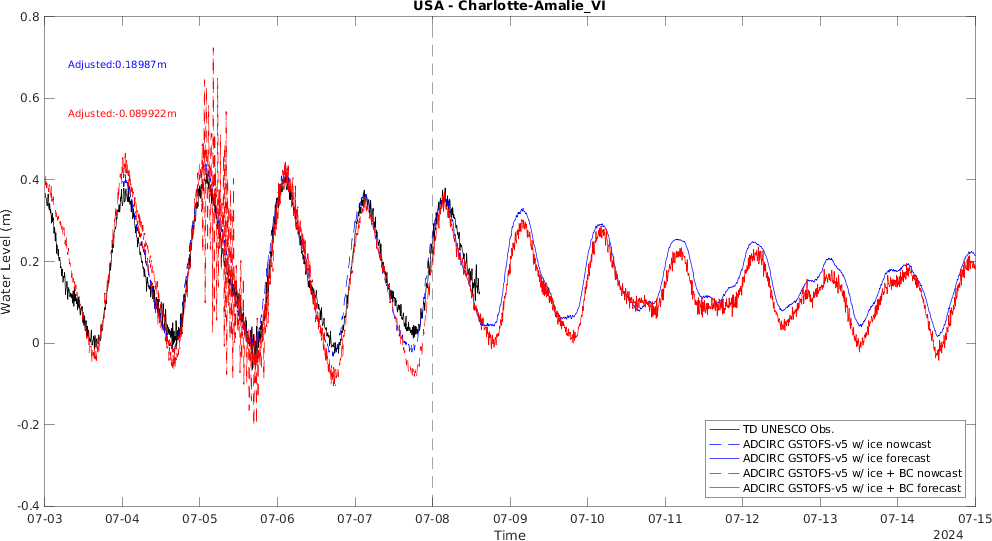 USA - Charlotte-Amalie_VI
0.8
0.6
0.4
0.2
0
-0.2
-0.4
Water Level (m)
Adjusted:0.18987m
Adjusted:-0.089922m
TD UNESCO Obs.
ADCIRC GSTOFS-v5 w/ ice nowcast
ADCIRC GSTOFS-v5 w/ ice forecast
ADCIRC GSTOFS-v5 w/ ice + BC nowcast
ADCIRC GSTOFS-v5 w/ ice + BC forecast
07-03 07-04 07-05 07-06 07-07 07-08 07-09 07-10 07-11 07-12 07-13 07-14 07-15
Time
2024